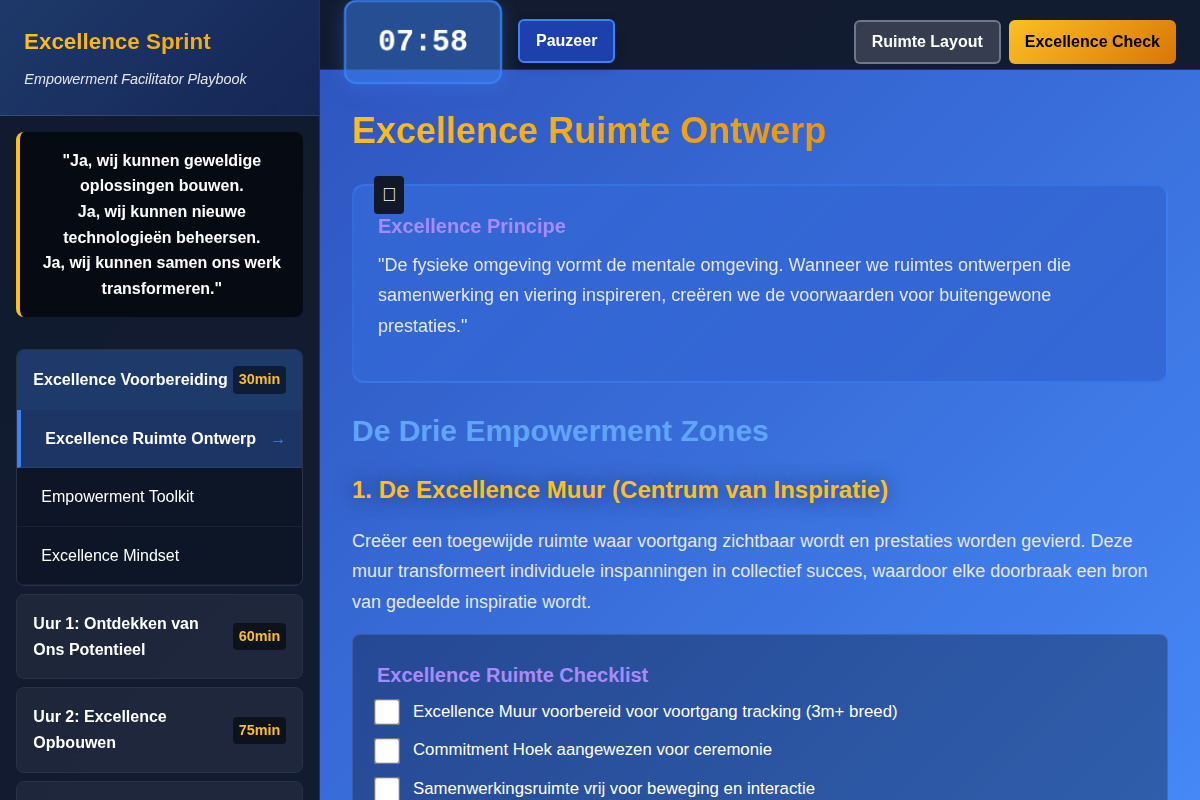 Excellence Sprint
Empowerment Facilitator Playbook
"Ja, wij kunnen geweldige
oplossingen bouwen.
Ja, wij kunnen nieuwe
technologieën beheersen.
Ja, wij kunnen samen ons werk
transformeren."
Excellence Voorbereiding 30min
Excellence Ruimte Ontwerp →
Empowerment Toolkit
Excellence Mindset
Uur 1: Ontdekken van
Ons Potentieel
60min
Uur 2: Excellence
Opbouwen
75min
07:58
Pauzeer
Ruimte Layout
Excellence Check
Excellence Ruimte Ontwerp
Excellence Principe
"De fysieke omgeving vormt de mentale omgeving. Wanneer we ruimtes ontwerpen die
samenwerking en viering inspireren, creëren we de voorwaarden voor buitengewone
prestaties."
De Drie Empowerment Zones
1. De Excellence Muur (Centrum van Inspiratie)
Creëer een toegewijde ruimte waar voortgang zichtbaar wordt en prestaties worden gevierd. Deze
muur transformeert individuele inspanningen in collectief succes, waardoor elke doorbraak een bron
van gedeelde inspiratie wordt.
Excellence Ruimte Checklist
Excellence Muur voorbereid voor voortgang tracking (3m+ breed)
Commitment Hoek aangewezen voor ceremonie
Samenwerkingsruimte vrij voor beweging en interactie